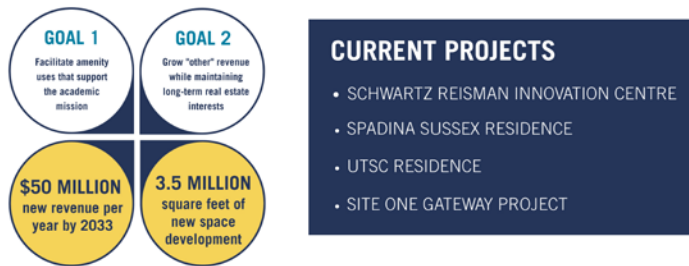 GOAL 1
Facilitate amenity
uses that support
the academic
mission
GOAL 2
Grow "other" revenue
while maintaining
long-term real estate
interests
$50 MILLION
new revenue per
year by 2033
3.5 MILLION
square feet of
new space
development
CURRENT PROJECTS
• SCHWARTZ REISMAN INNOVATION CENTRE
• SPADINA SUSSEX RESIDENCE
• UTSC RESIDENCE
• SITE ONE GATEWAY PROJECT